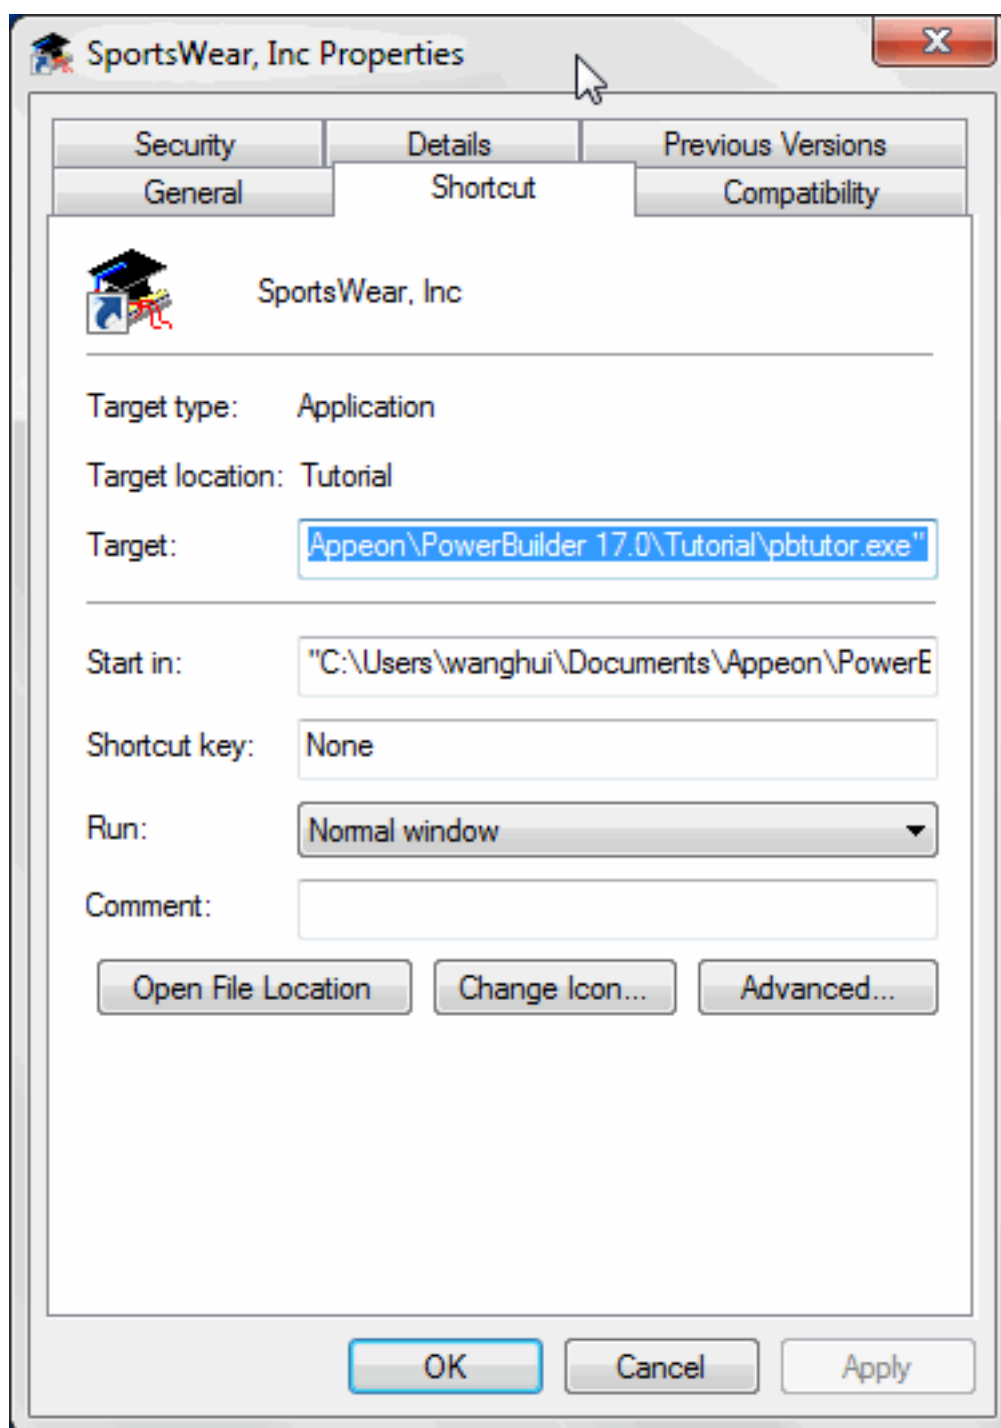 SportsWear, Inc Properties
Security Details Previous Versions
General Shortcut Compatibility
SportsWear, Inc
Target type: Application
Target location: Tutorial
Target: Appeon\PowerBuilder 17.0\Tutorial\pbtutor.exe"
Start in: "C:\Users\wanghui\Documents\Appeon\PowerB
Shortcut key: None
Run: Normal window
Comment:
Open File Location Change Icon... Advanced...
OK Cancel Apply